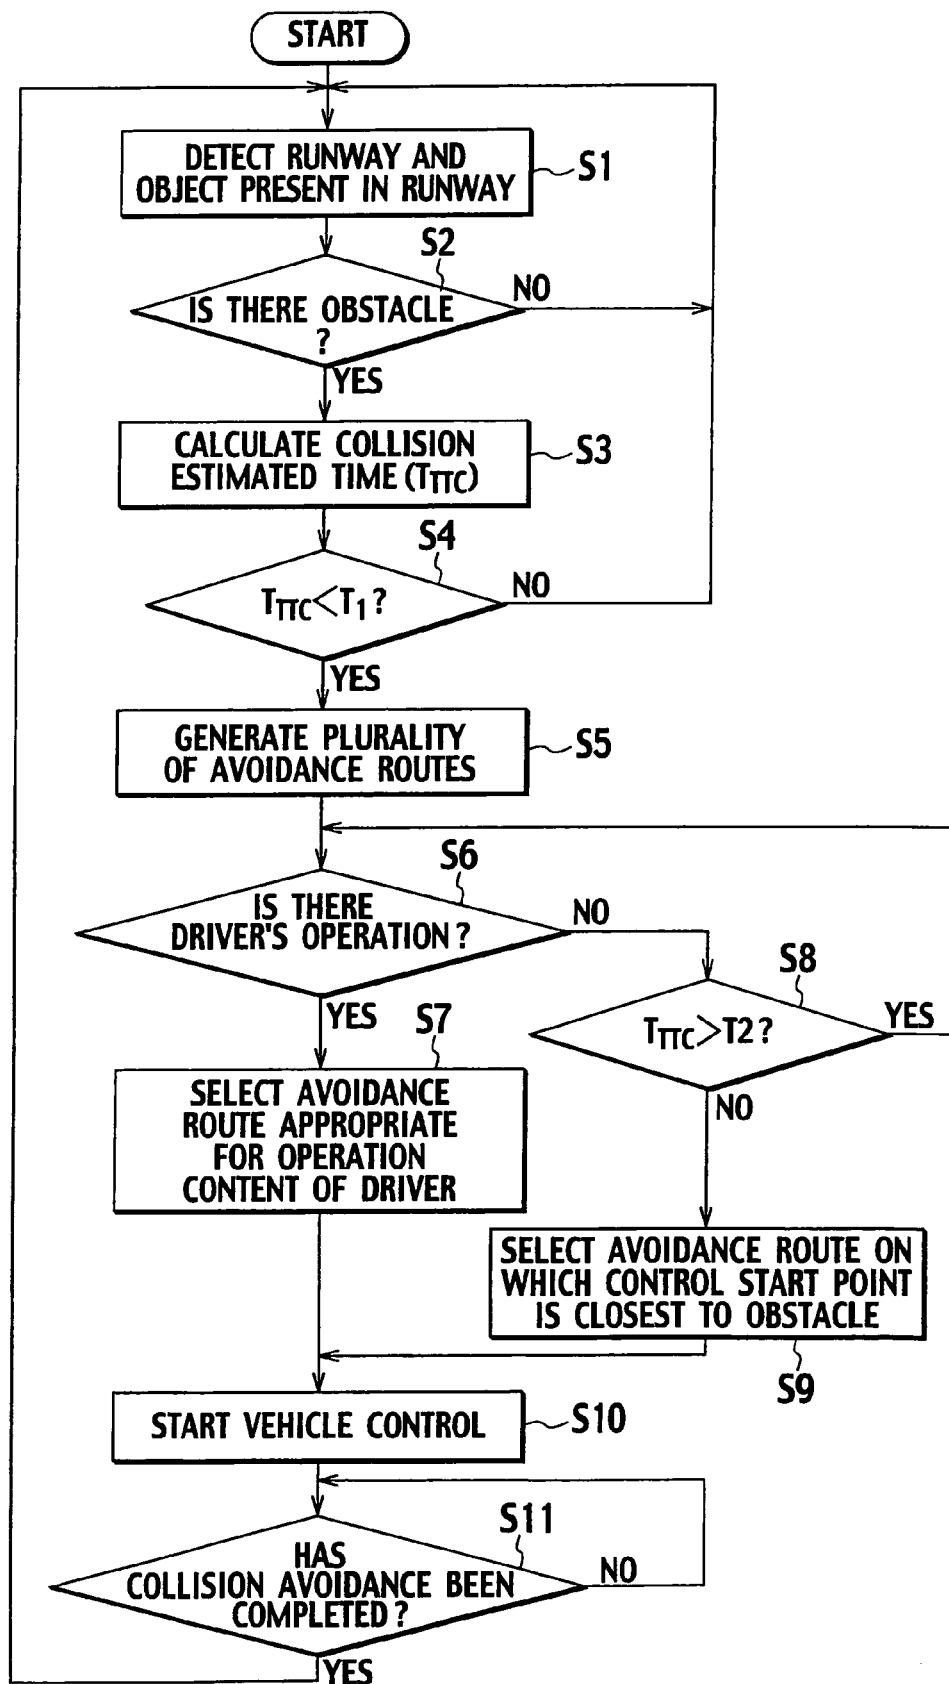 START
DETECT RUNWAY AND
OBJECT PRESENT IN RUNWAY
S1
S2
IS THERE OBSTACLE
?
NO
YES
CALCULATE COLLISION
ESTIMATED TIME (TTTC)
S3
S4
TTTC<T1?
NO
YES
GENERATE PLURALITY
OF AVOIDANCE ROUTES
S5
S6
IS THERE
DRIVER'S OPERATION?
NO
YES
S8
TTTC>T2?
YES
NO
S7
SELECT AVOIDANCE
ROUTE APPROPRIATE
FOR OPERATION
CONTENT OF DRIVER
SELECT AVOIDANCE ROUTE ON
WHICH CONTROL START POINT
IS CLOSEST TO OBSTACLE
S9
START VEHICLE CONTROL
S10
S11
HAS
COLLISION AVOIDANCE BEEN
COMPLETED?
NO
YES